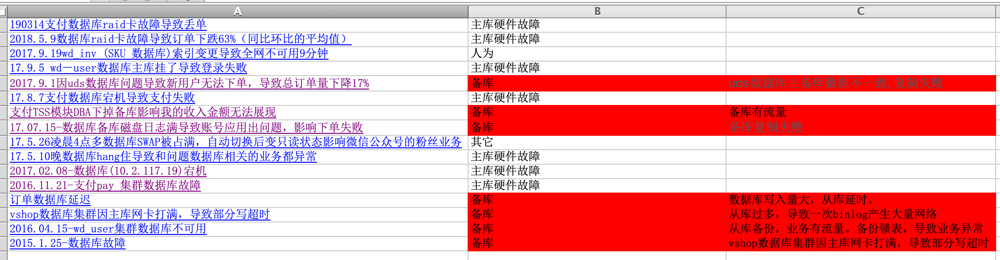 A B C
190314支付数据库raid卡故障导致丢单 主库硬件故障
2018.5.9数据库raid卡故障导致订单下跌63%（同比环比的平均值） 主库硬件故障
2017.9.19wd_inv (SKU 数据库)索引变更导致全网不可用9分钟 人为
17.9.5 wd－user数据库主库挂了导致登录失败 主库硬件故障
2017.9.1因uds数据库问题导致新用户无法下单，导致总订单量下降17% 备库 uds数据库主备库数据不一致,复制失败
17.8.7支付数据库宕机导致支付失败 主库硬件故障
支付TSS模块DBA下掉备库影响我的收入金额无法展现 备库 备库有流量
17.07.15-数据库备库磁盘日志满导致账号应用出问题，影响下单失败 备库 备库复制失败
17.5.26凌晨4点多数据库SWAP被占满，自动切换后变只读状态影响微信公众号的粉丝业务 其它
17.5.10晚数据库hang住导致和问题数据库相关的业务都异常 主库硬件故障
2017.02.08-数据库(10.2.117.19)宕机 主库硬件故障
2016.11.21-支付pay 集群数据库故障 主库硬件故障
订单数据库延迟 备库 数据库写入量大，从库延时。
vshop数据库集群因主库网卡打满，导致部分写超时 备库 从库过多，导致一次binlog产生大量网络
2016.04.15-wd_user集群数据库不可用 备库 从库备份，业务有流量。备份锁表，导致业务异常
2015.1.25-数据库故障 备库 vshop数据库集群因主库网卡打满，导致部分写超时